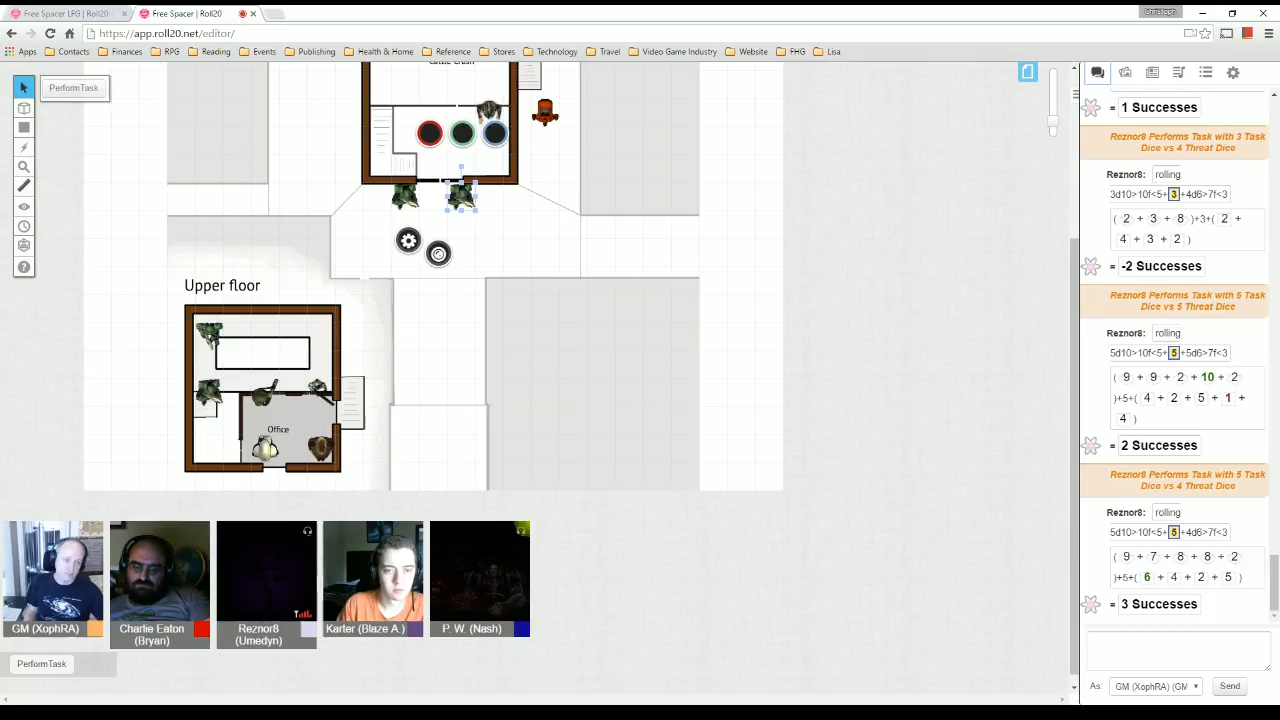 Christoph
Free Spacer LFG | Roll20
Free Spacer | Roll20
https://app.roll20.net/editor/
Apps
Contacts
Finances
RPG
Reading
Events
Publishing
Health & Home
Reference
Stores
Technology
Travel
Video Game Industry
Website
FHG
Lisa
PerformTask
Cattle Crush
Upper floor
Office
GM (XophRA)
Charlie Eaton
(Bryan)
Reznor8
(Umedyn)
Karter (Blaze A.)
P. W. (Nash)
PerformTask
= 1 Successes
Reznor8 Performs Task with 3 Task
Dice vs 4 Threat Dice
Reznor8: rolling
3d10>10f<5+3+4d6>7f<3
( 2 + 3 + 8 )+3+( 2 +
4 + 3 + 2 )
= -2 Successes
Reznor8 Performs Task with 5 Task
Dice vs 5 Threat Dice
Reznor8: rolling
5d10>10f<5+5+5d6>7f<3
( 9 + 9 + 2 + 10 + 2
)+5+( 4 + 2 + 5 + 1 +
4 )
= 2 Successes
Reznor8 Performs Task with 5 Task
Dice vs 4 Threat Dice
Reznor8: rolling
5d10>10f<5+5+4d6>7f<3
( 9 + 7 + 8 + 8 + 2
)+5+( 6 + 4 + 2 + 5 )
= 3 Successes
As: GM (XophRA) (GM
Send